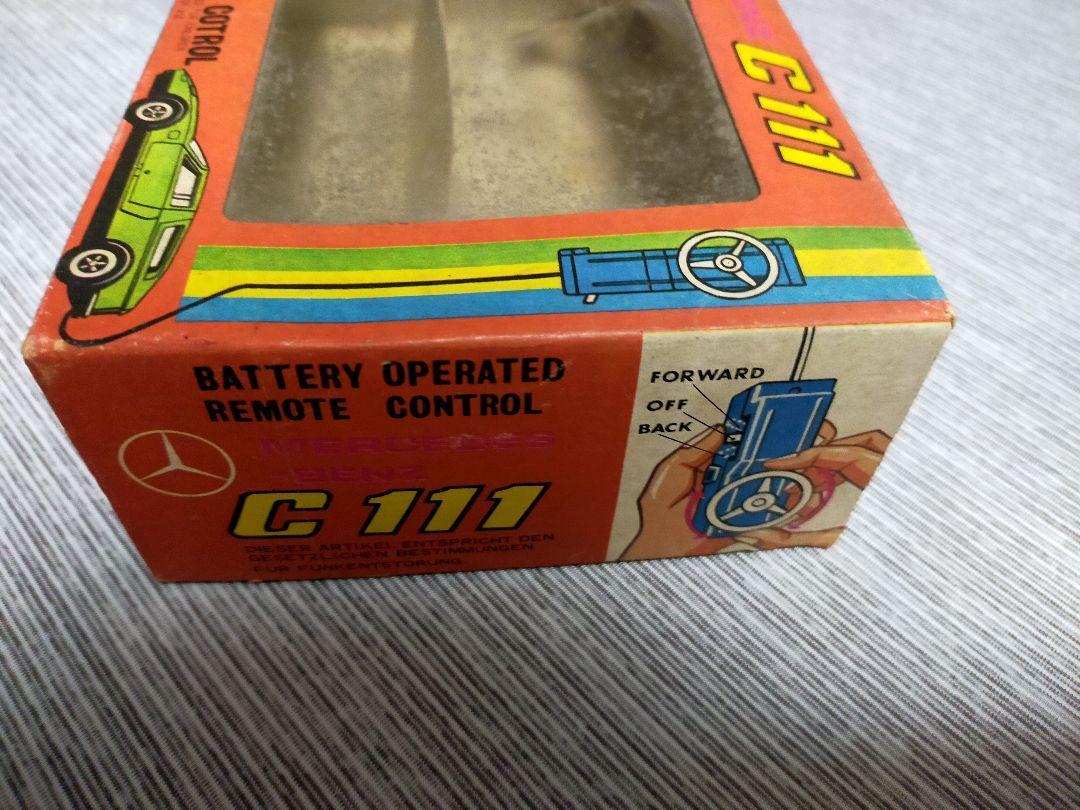 COTROL
C 111
BATTERY OPERATED
REMOTE CONTROL
MERCEDES
BENZ
C 111
DIESER ARTIKEL ENTSPRICHT DEN
GESETZLICHEN BESTIMMUNGEN
FÜR FUNKENTSTÖRUNG
FORWARD
OFF
BACK